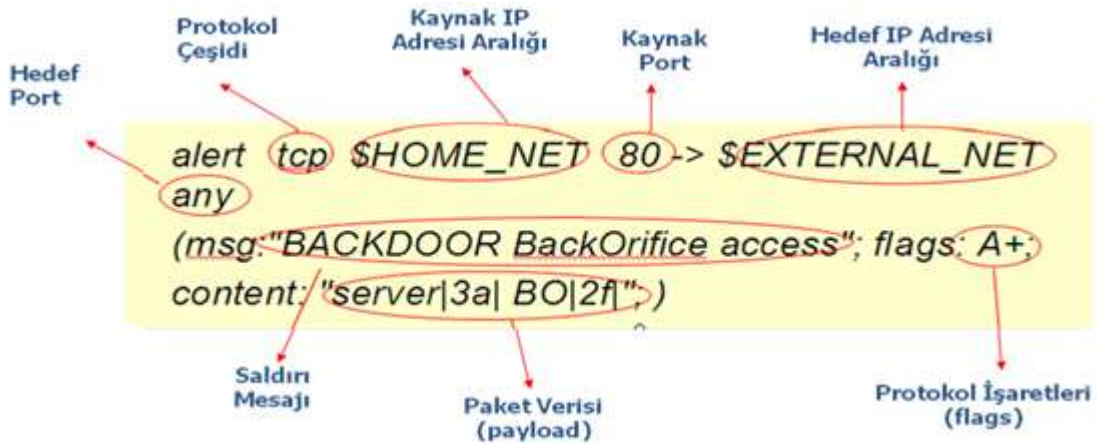 Protokol
Çeşidi
Kaynak IP
Adresi Aralığı
Kaynak
Port
Hedef IP Adresi
Aralığı
Hedef
Port
alert tcp $HOME_NET 80 -> $EXTERNAL_NET
any
(msg:"BACKDOOR BackOrifice access"; flags: A+;
content: "server|3a| BO|2f|"; )
Saldırı
Mesajı
Paket Verisi
(payload)
Protokol İşaretleri
(flags)